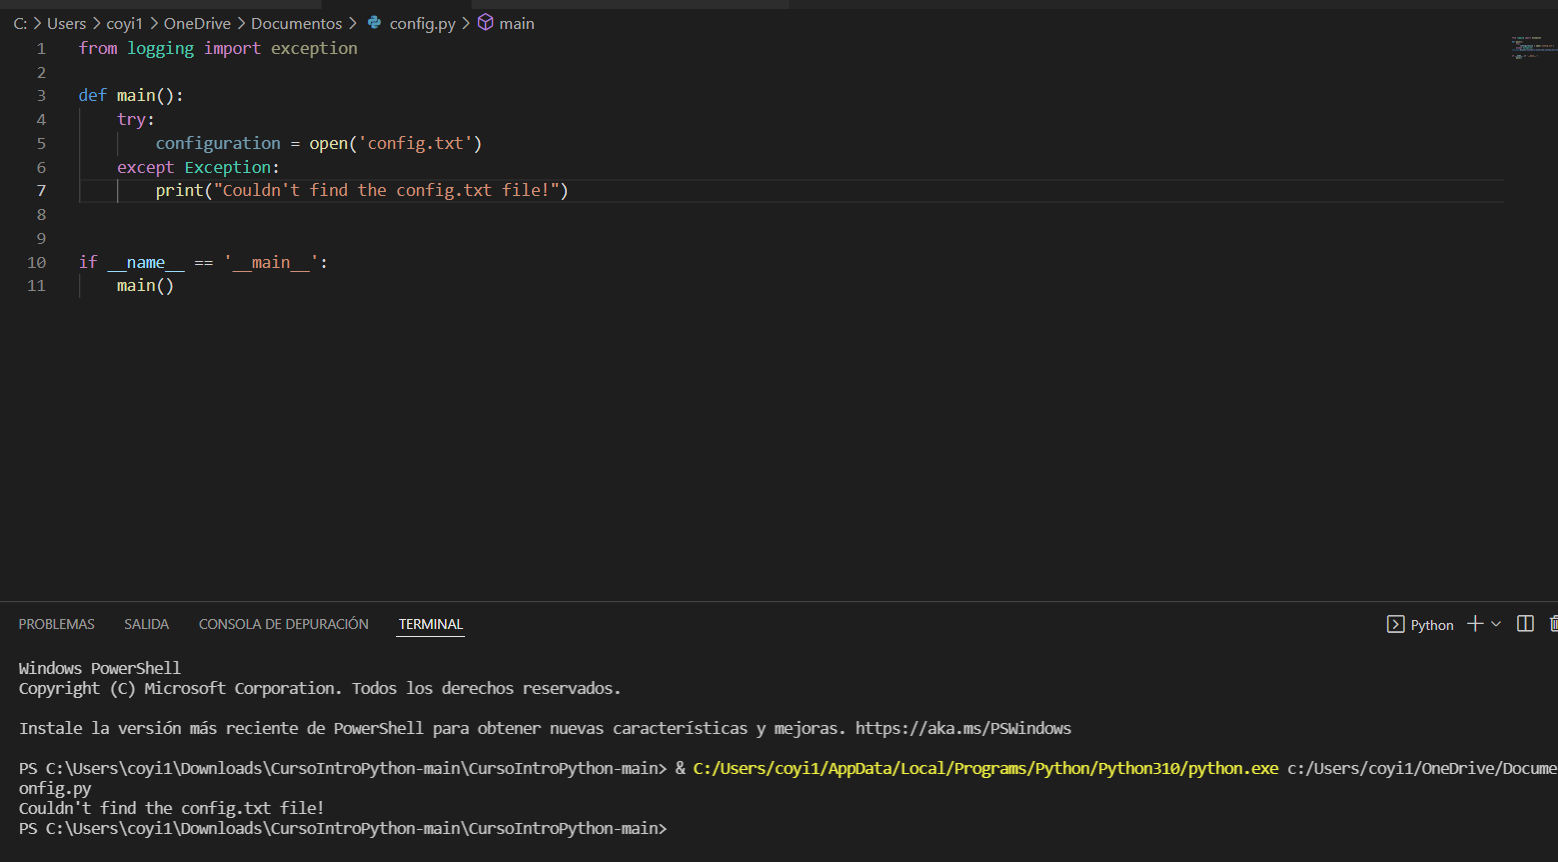 C: > Users > coyi1 > OneDrive > Documentos > config.py > main
1 from logging import exception
2
3 def main():
4     try:
5         configuration = open('config.txt')
6     except Exception:
7         print("Couldn't find the config.txt file!")
8
9
10 if __name__ == '__main__':
11     main()
PROBLEMAS SALIDA CONSOLA DE DEPURACIÓN TERMINAL Python
Windows PowerShell
Copyright (C) Microsoft Corporation. Todos los derechos reservados.
Instale la versión más reciente de PowerShell para obtener nuevas características y mejoras. https://aka.ms/PSWindows
PS C:\Users\coyi1\Downloads\CursoIntroPython-main\CursoIntroPython-main> & C:/Users/coyi1/AppData/Local/Programs/Python/Python310/python.exe c:/Users/coyi1/OneDrive/Docume
onfig.py
Couldn't find the config.txt file!
PS C:\Users\coyi1\Downloads\CursoIntroPython-main\CursoIntroPython-main>